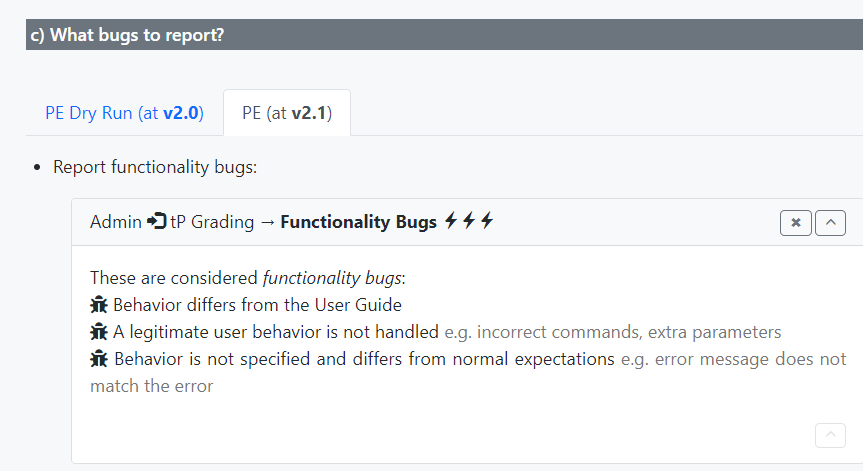 c) What bugs to report?
PE Dry Run (at v2.0)
PE (at v2.1)
• Report functionality bugs:
Admin tP Grading → Functionality Bugs
These are considered functionality bugs:
Behavior differs from the User Guide
A legitimate user behavior is not handled e.g. incorrect commands, extra parameters
Behavior is not specified and differs from normal expectations e.g. error message does not
match the error